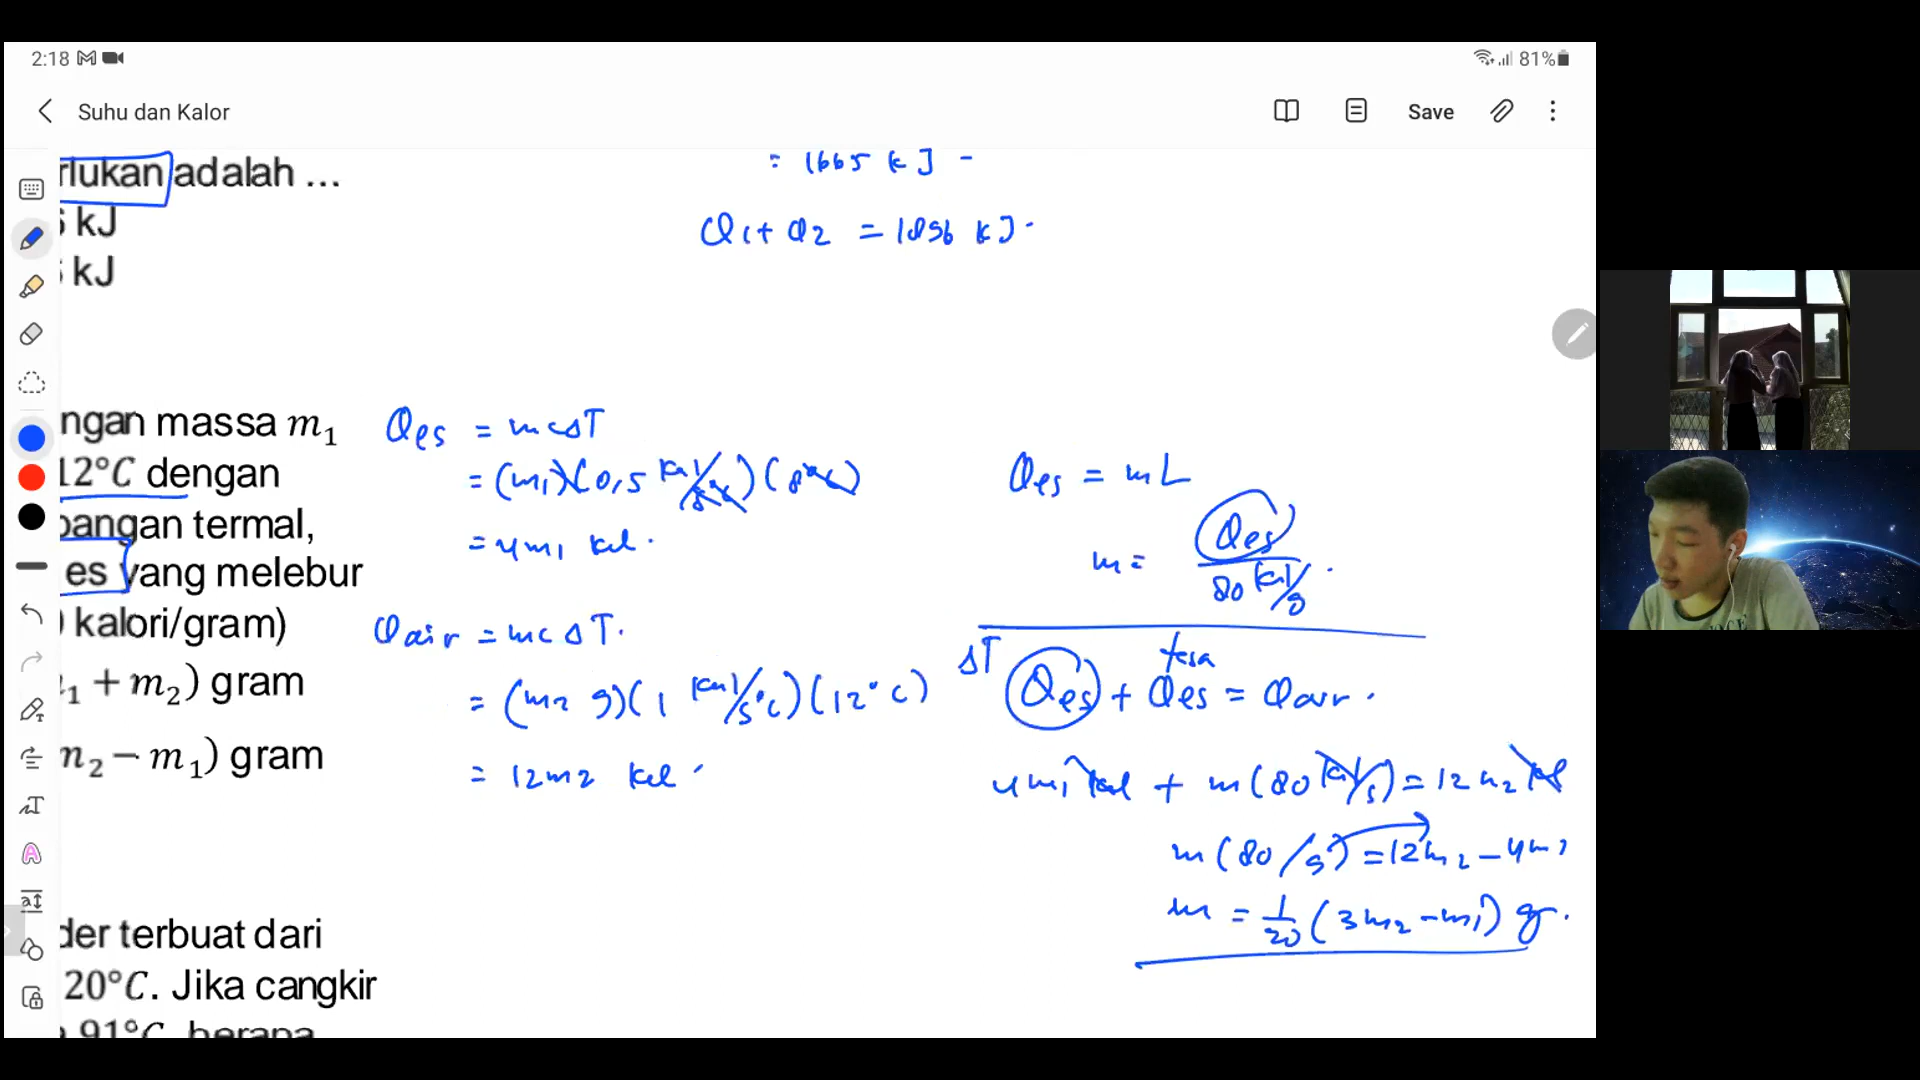 2:18 81%
Suhu dan Kalor Save
rlukan adalah ...
kJ
kJ
= 1665 kJ -
Q1 + Q2 = 1896 kJ.
ngan massa m₁
12°C dengan
bangan termal,
es yang melebur
kalori/gram)
₁ + m₂) gram
m₂ − m₁) gram
Qes = mcΔT
= (m₁)(0,5 kal/g°C)(8°C)
= 4m₁ kal.
Qair = mcΔT.
= (m₂ g)(1 kal/g°C)(12°C)
= 12m2 kal.
Qes = mL
m = Qes / 80 kal/g.
ΔT
Qes + Qes = Qair.
4m₁ kal + m(80 kal/g) = 12m₂ kal
m(80/g) = 12m₂ − 4m₁
m = 1/20 (3m₂ − m₁) gr.
der terbuat dari
20°C. Jika cangkir
91°C, berapa